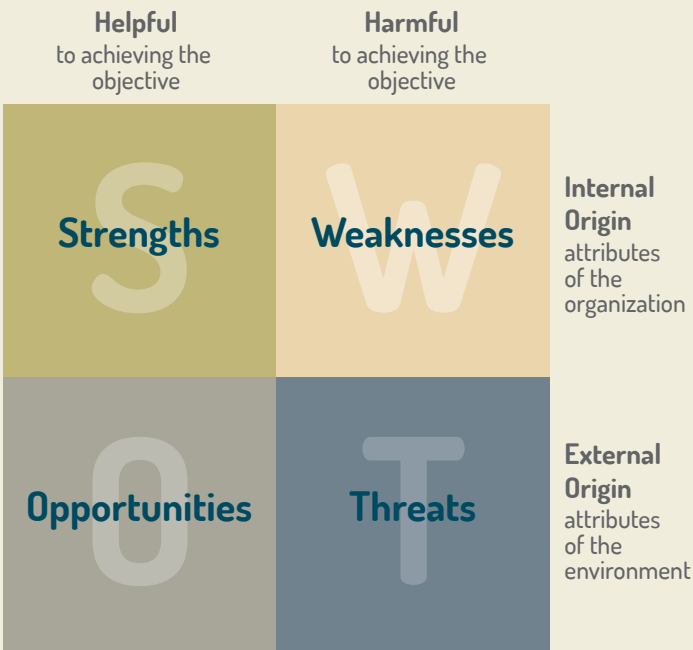 Helpful
to achieving the
objective
Harmful
to achieving the
objective
S
Strengths
W
Weaknesses
Internal
Origin
attributes
of the
organization
O
Opportunities
T
Threats
External
Origin
attributes
of the
environment